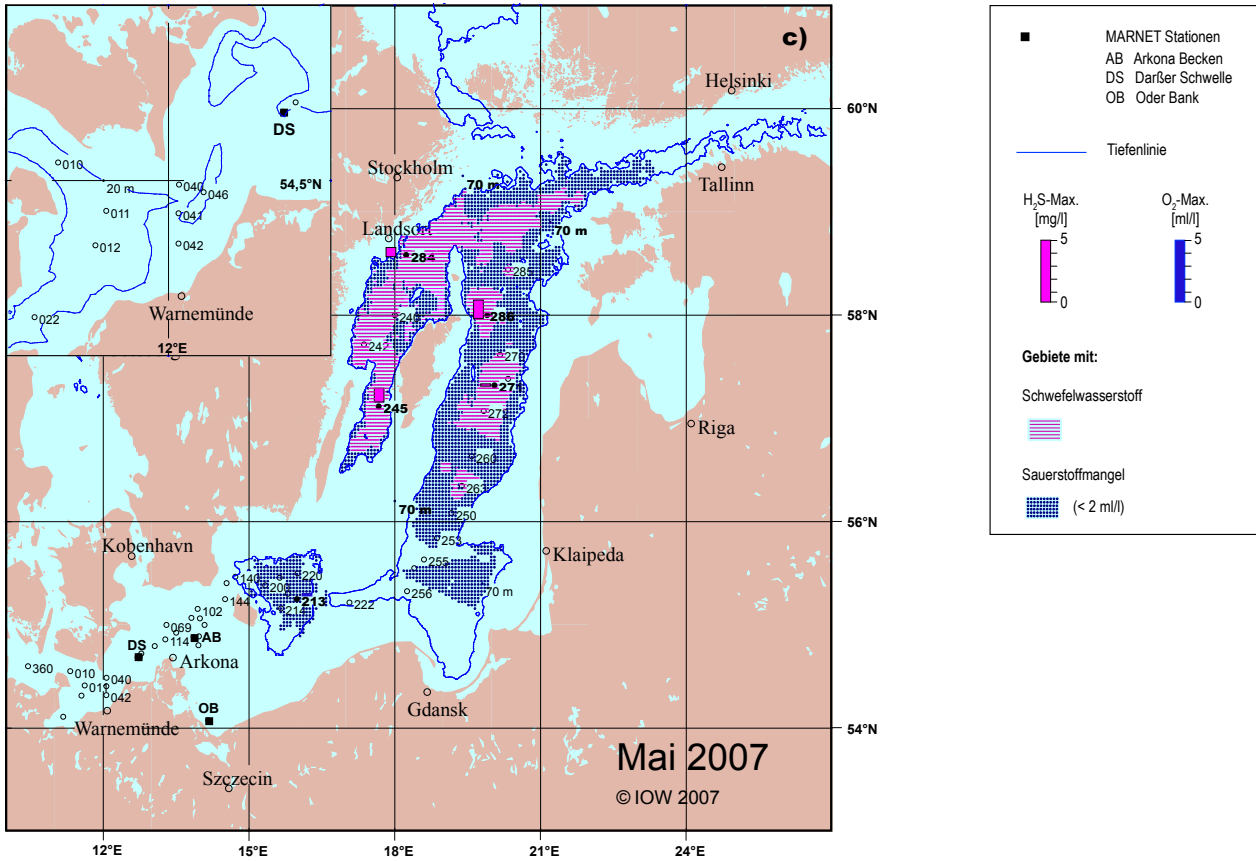 c)
Helsinki
60°N
DS
Stockholm
70 m
Tallinn
010
20 m
040
54,5°N
046
011
041
70 m
Landsort
012
042
284
285
Warnemünde
286
58°N
022
240
12°E
242
270
271
245
272
Riga
260
263
70 m
250
56°N
Kobenhavn
253
Klaipeda
140
220
255
200
70 m
144
213
256
222
214
102
069
AB
114
DS
Arkona
360
010
040
011
042
Gdansk
OB
Warnemünde
54°N
Mai 2007
Szczecin
© IOW 2007
12°E
15°E
18°E
21°E
24°E
MARNET Stationen
AB Arkona Becken
DS Darßer Schwelle
OB Oder Bank
Tiefenlinie
H₂S-Max.
[mg/l]
5
0
O₂-Max.
[ml/l]
5
0
Gebiete mit:
Schwefelwasserstoff
Sauerstoffmangel
(< 2 ml/l)